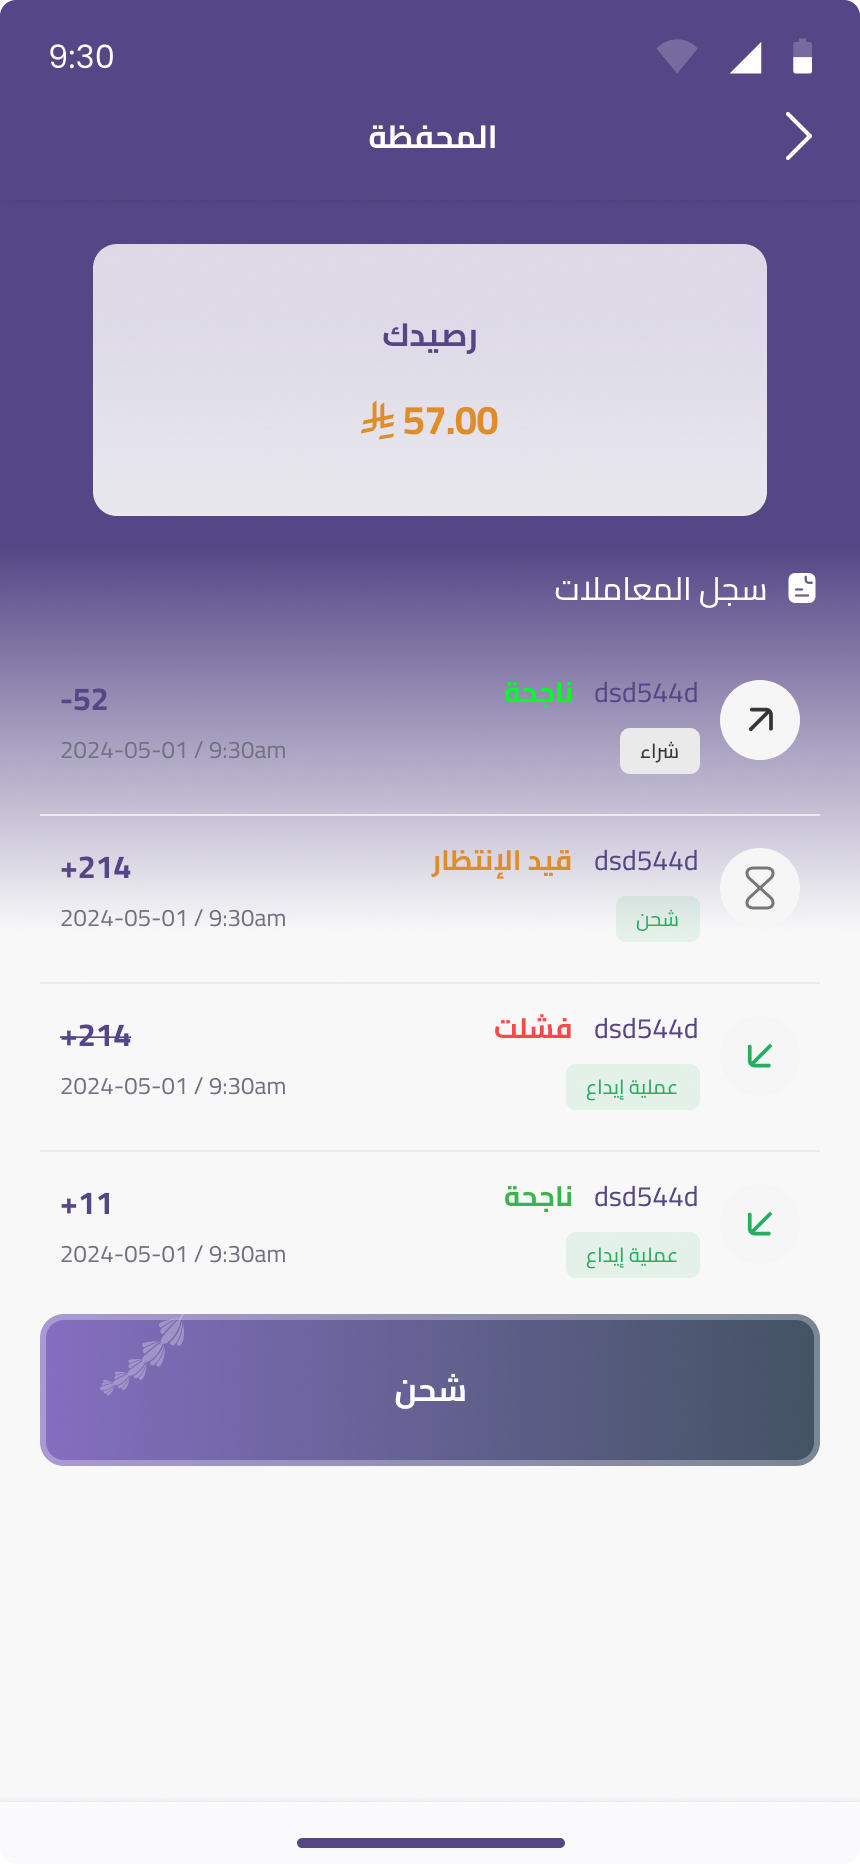 9:30
المحفظة
رصيدك
57.00 ⃁
سجل المعاملات
dsd544d ناجحة -52
شراء 2024-05-01 / 9:30am
dsd544d قيد الإنتظار +214
شحن 2024-05-01 / 9:30am
dsd544d فشلت +214
عملية إيداع 2024-05-01 / 9:30am
dsd544d ناجحة +11
عملية إيداع 2024-05-01 / 9:30am
شحن